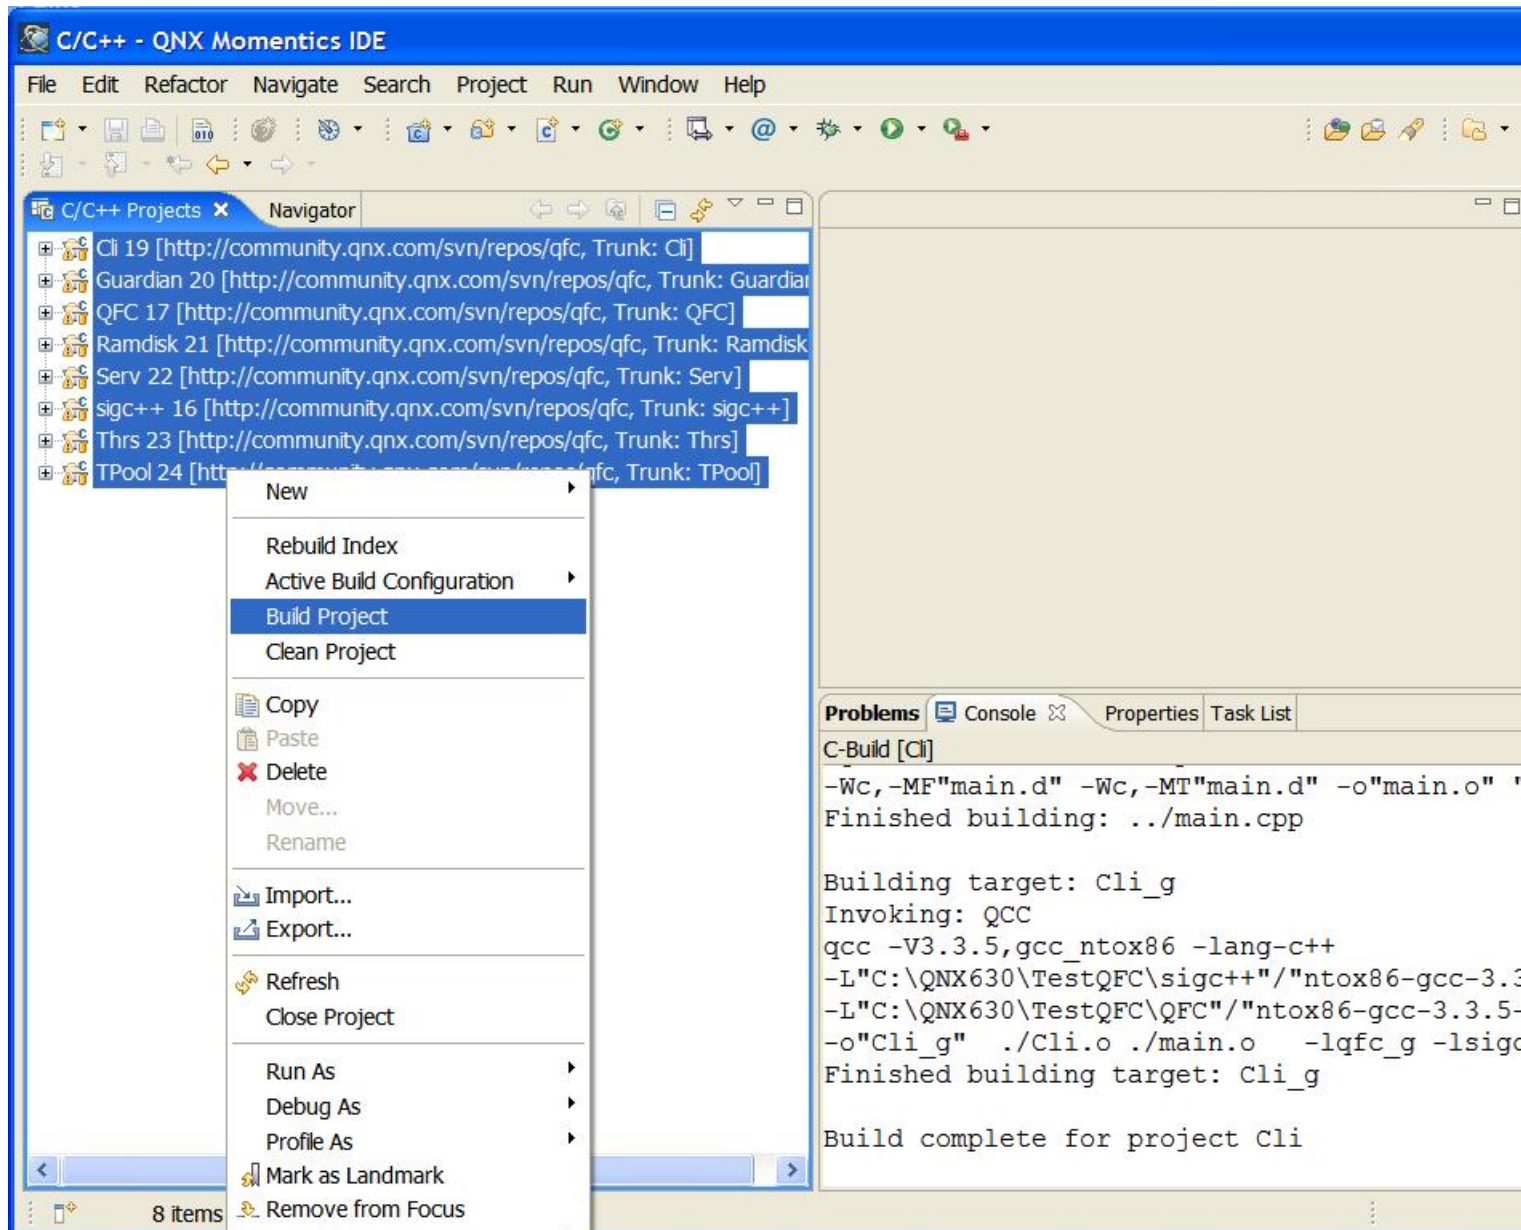 C/C++ - QNX Momentics IDE
File Edit Refactor Navigate Search Project Run Window Help
C/C++ Projects Navigator
Cli 19 [http://community.qnx.com/svn/repos/qfc, Trunk: Cli]
Guardian 20 [http://community.qnx.com/svn/repos/qfc, Trunk: Guardian
QFC 17 [http://community.qnx.com/svn/repos/qfc, Trunk: QFC]
Ramdisk 21 [http://community.qnx.com/svn/repos/qfc, Trunk: Ramdisk
Serv 22 [http://community.qnx.com/svn/repos/qfc, Trunk: Serv]
sigc++ 16 [http://community.qnx.com/svn/repos/qfc, Trunk: sigc++]
Thrs 23 [http://community.qnx.com/svn/repos/qfc, Trunk: Thrs]
TPool 24 [htt qfc, Trunk: TPool]
New
Rebuild Index
Active Build Configuration
Build Project
Clean Project
Copy
Paste
Delete
Move...
Rename
Import...
Export...
Refresh
Close Project
Run As
Debug As
Profile As
Mark as Landmark
Remove from Focus
8 items
Problems Console Properties Task List
C-Build [Cli]
-Wc,-MF"main.d" -Wc,-MT"main.d" -o"main.o" "
Finished building: ../main.cpp
Building target: Cli_g
Invoking: QCC
qcc -V3.3.5,gcc_ntox86 -lang-c++
-L"C:\QNX630\TestQFC\sigc++"/"ntox86-gcc-3.3
-L"C:\QNX630\TestQFC\QFC"/"ntox86-gcc-3.3.5-
-o"Cli_g" ./Cli.o ./main.o -lqfc_g -lsigc
Finished building target: Cli_g
Build complete for project Cli